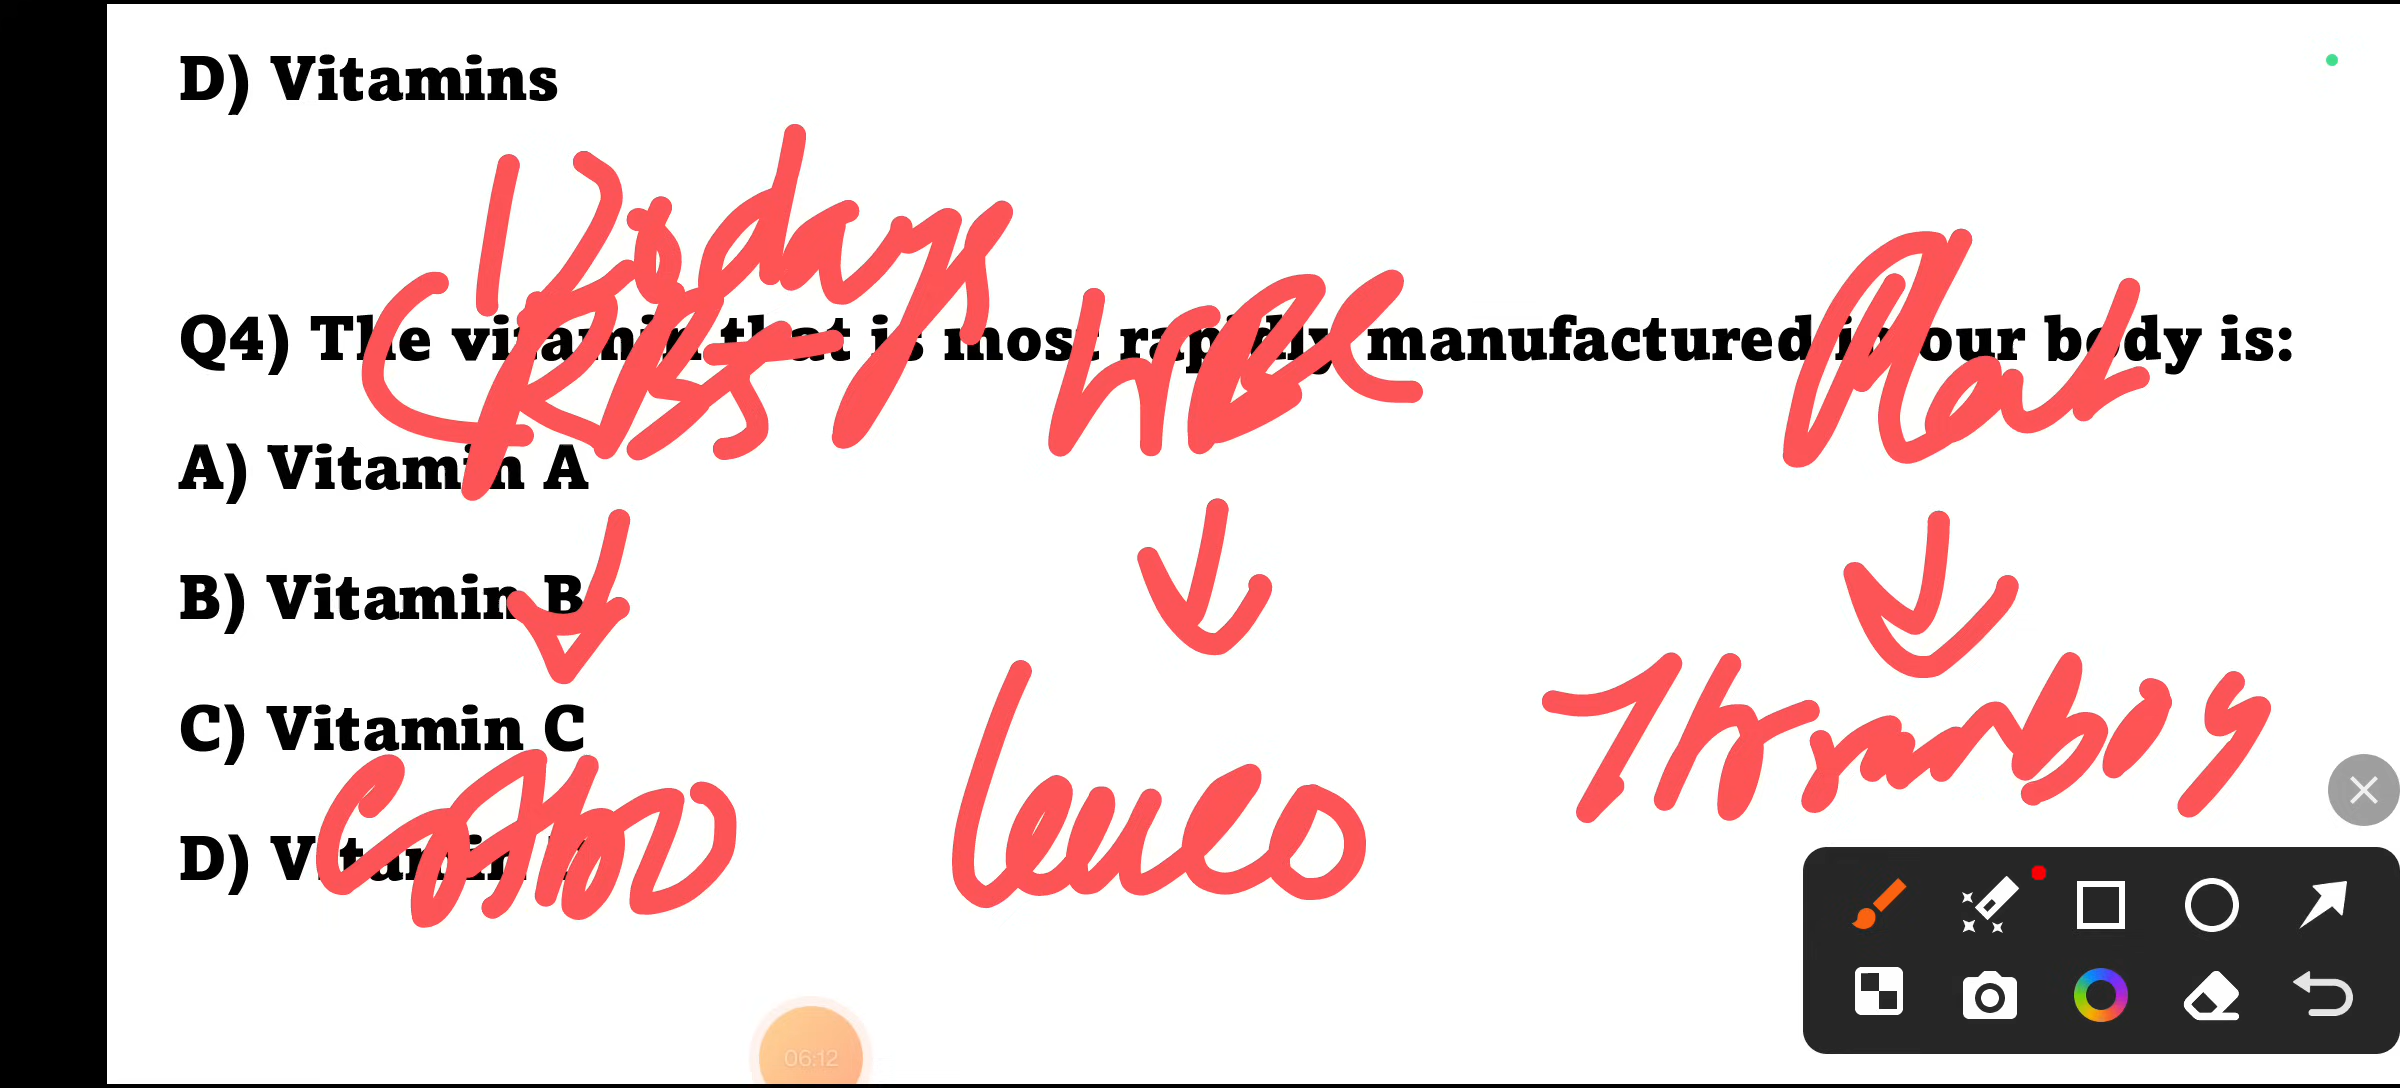 D) Vitamins
120 days
RBC WBC Plat
Q4) The vitamin that is most rapidly manufactured in our body is:
A) Vitamin A
B) Vitamin B
C) Vitamin C
D) Vitamin
leuco
06:12